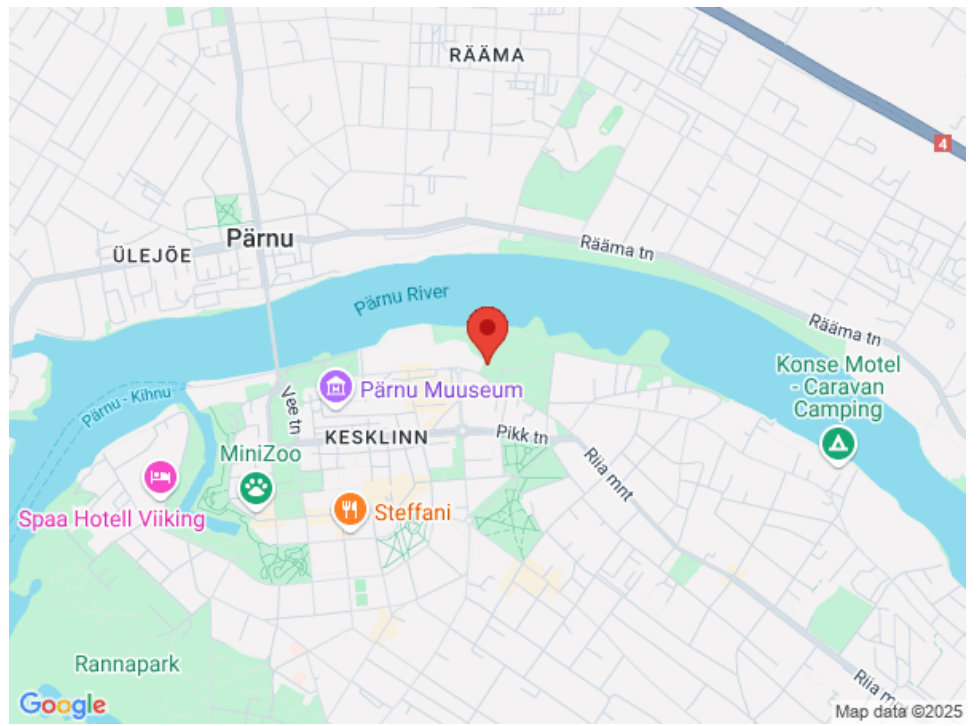 RÄÄMA
4
Pärnu
ÜLEJÕE
Rääma tn
Pärnu River
Rääma tn
Konse Motel
- Caravan
Camping
Pärnu - Kihnu
Vee tn
Pärnu Muuseum
KESKLINN
Pikk tn
MiniZoo
Riia mnt
Spaa Hotell Viiking
Steffani
Rannapark
Riia m
Google
Map data ©2025